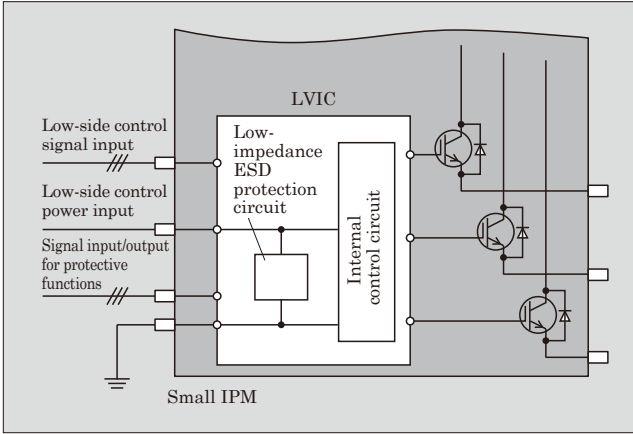 LVIC
Low-side control
signal input
Low-
impedance
ESD
protection
circuit
Low-side control
power input
Internal
control circuit
Signal input/output
for protective
functions
Small IPM